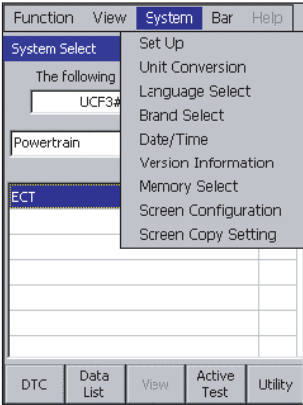 Function View System Bar Help
System Select
Set Up
Unit Conversion
Language Select
Brand Select
Date/Time
Version Information
Memory Select
Screen Configuration
Screen Copy Setting
The following
UCF3#
Powertrain
ECT
DTC
Data List
View
Active Test
Utility